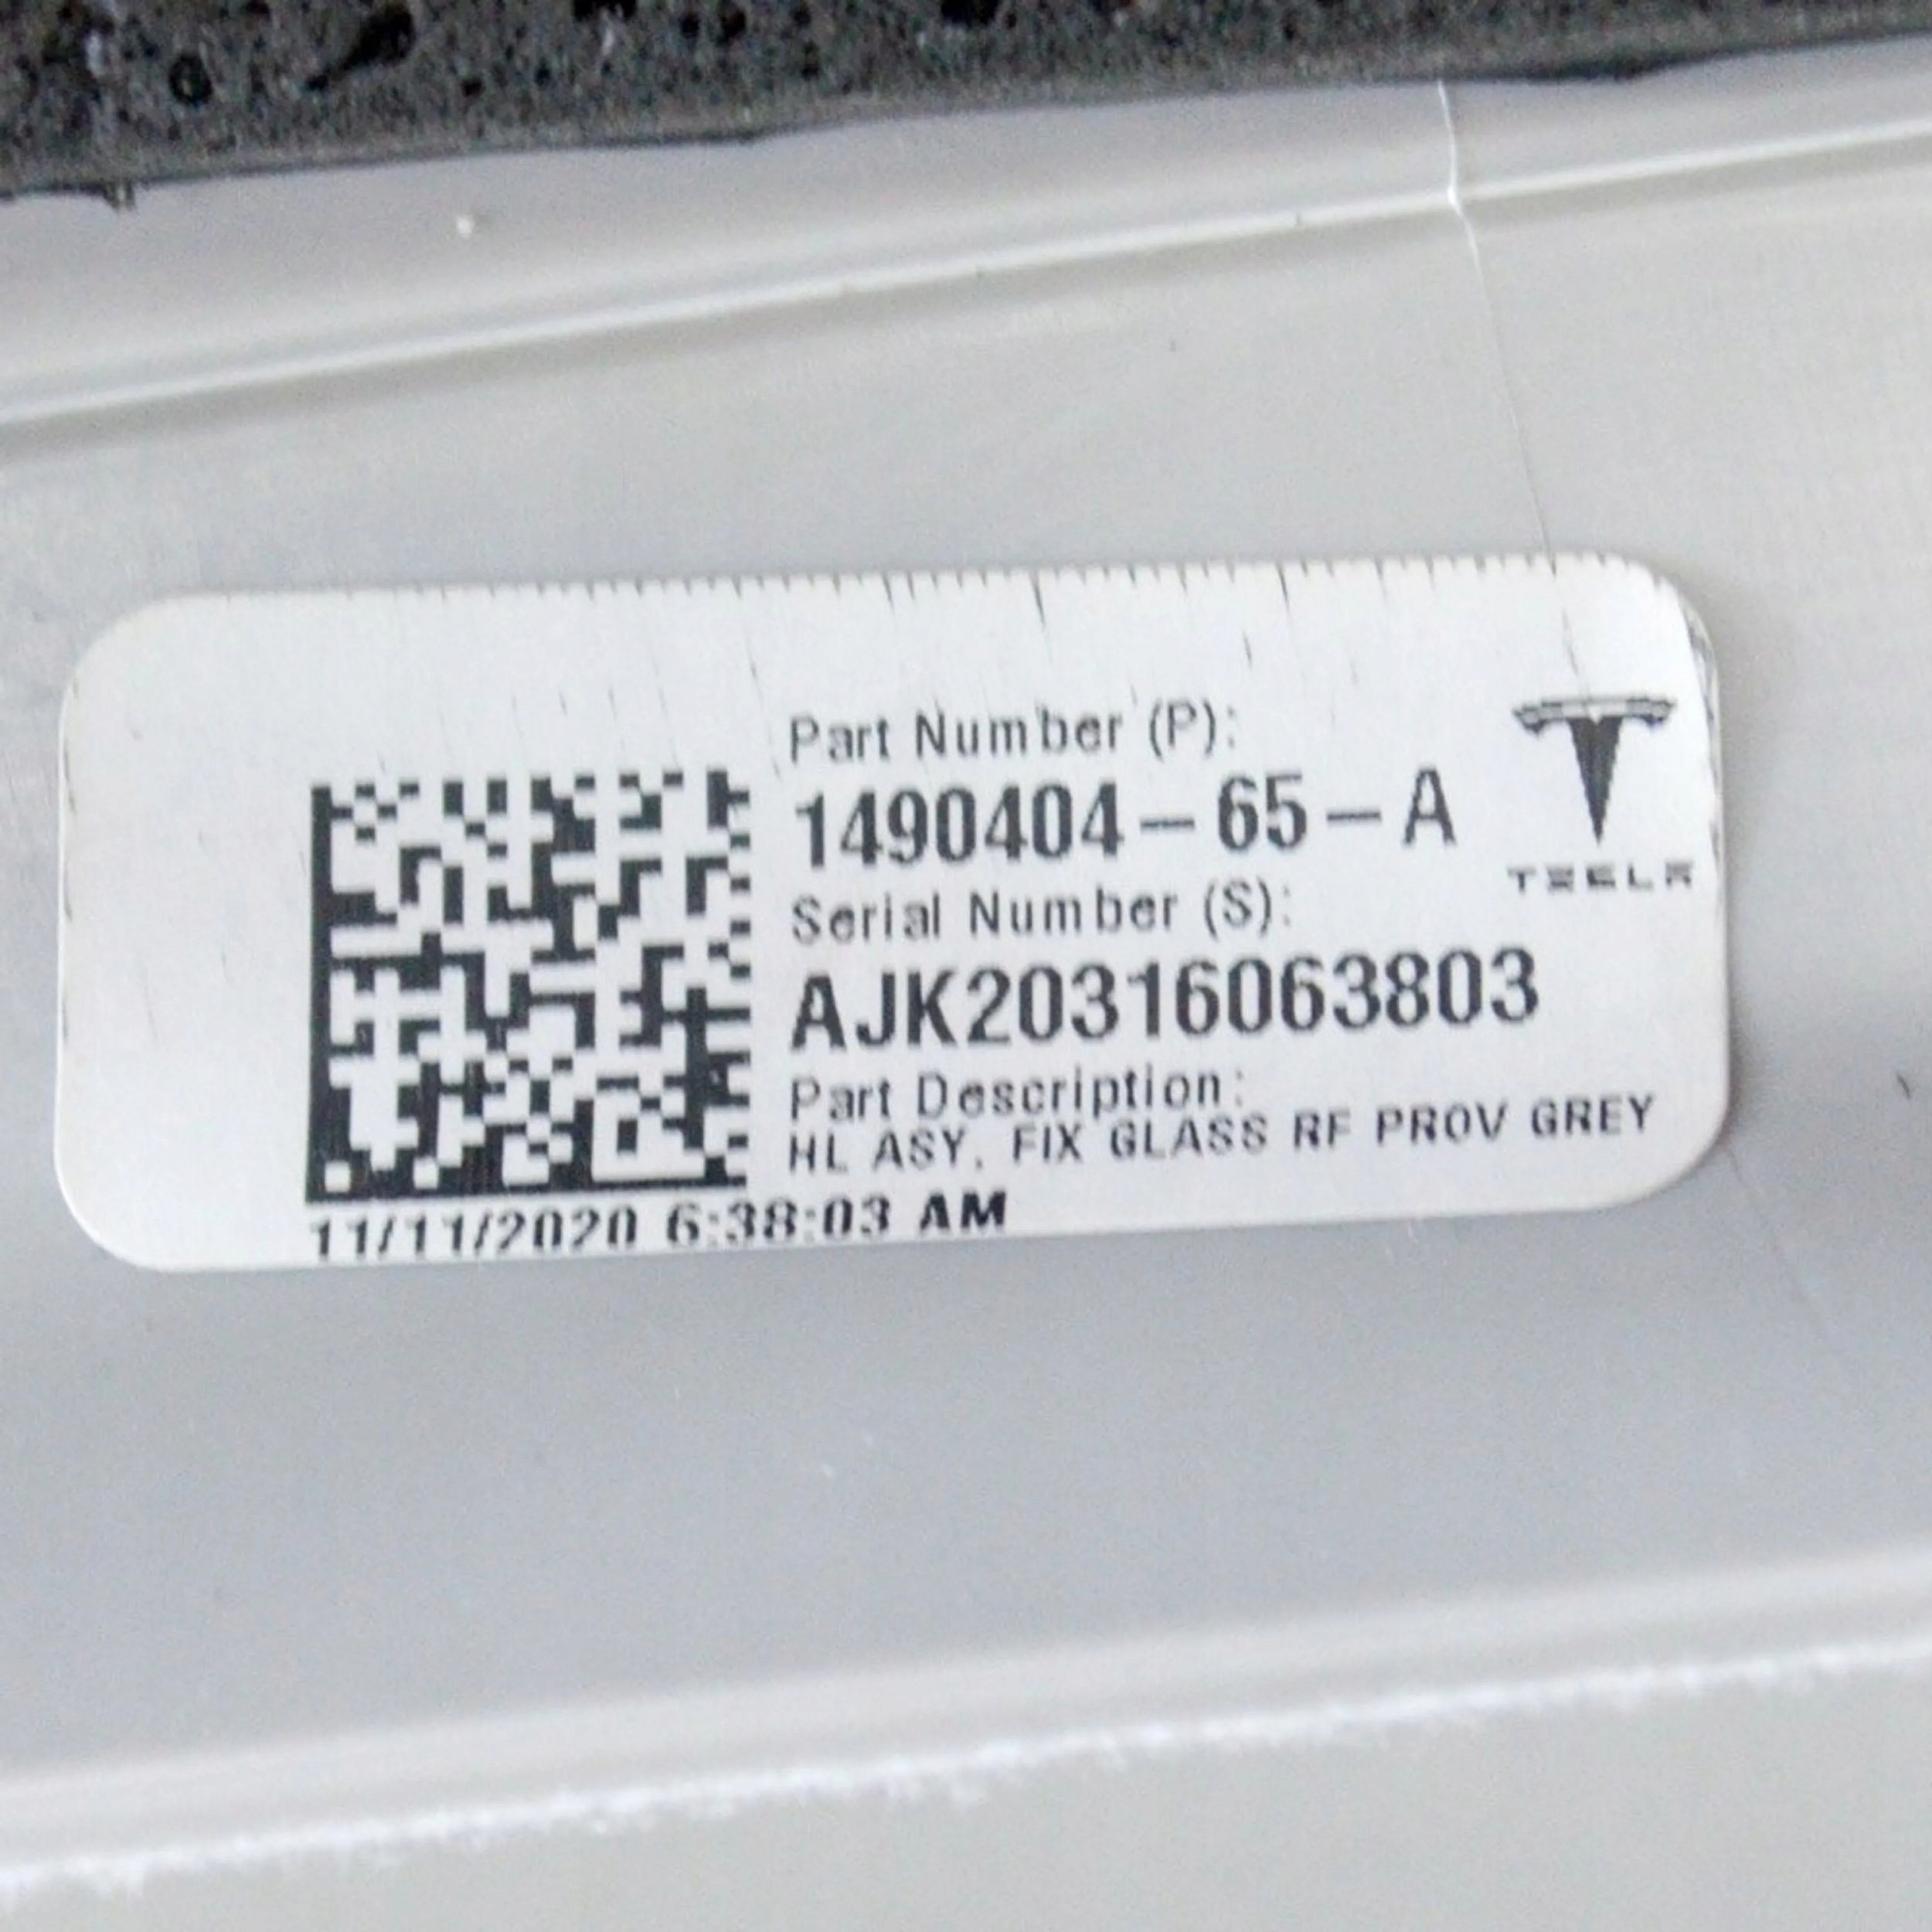 Part Number (P):
1490404-65-A
TESLA
Serial Number (S):
AJK20316063803
Part Description:
HL ASY, FIX GLASS RF PROV GREY
11/11/2020 6:38:03 AM